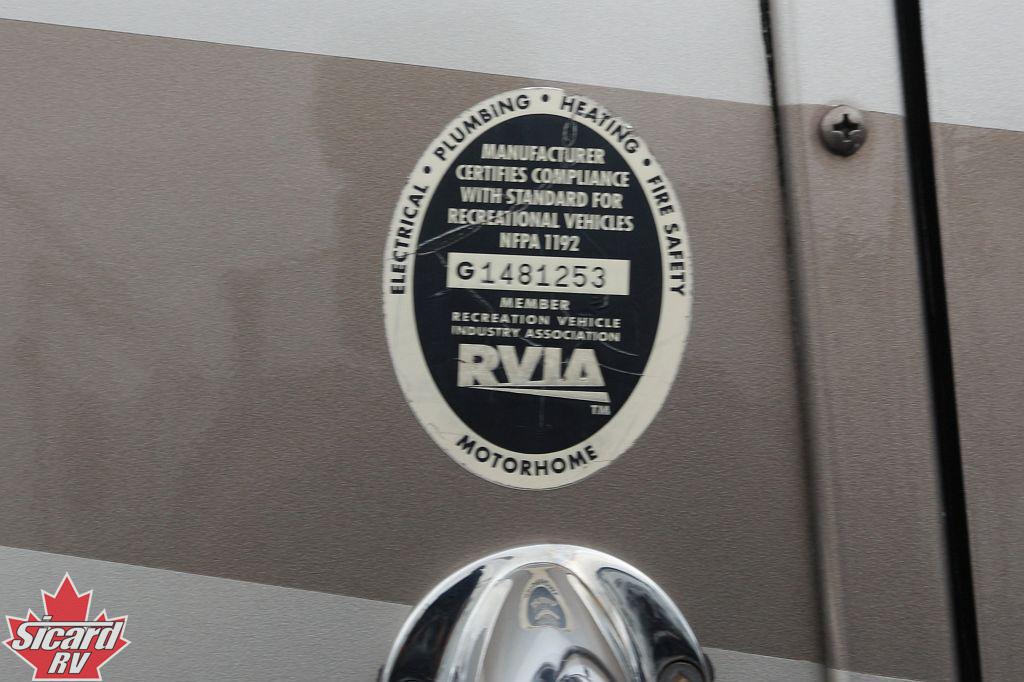 ELECTRICAL • PLUMBING • HEATING • FIRE SAFETY
MANUFACTURER
CERTIFIES COMPLIANCE
WITH STANDARD FOR
RECREATIONAL VEHICLES
NFPA 1192
G1481253
MEMBER
RECREATION VEHICLE
INDUSTRY ASSOCIATION
RVIA
TM
MOTORHOME
Sicard
RV